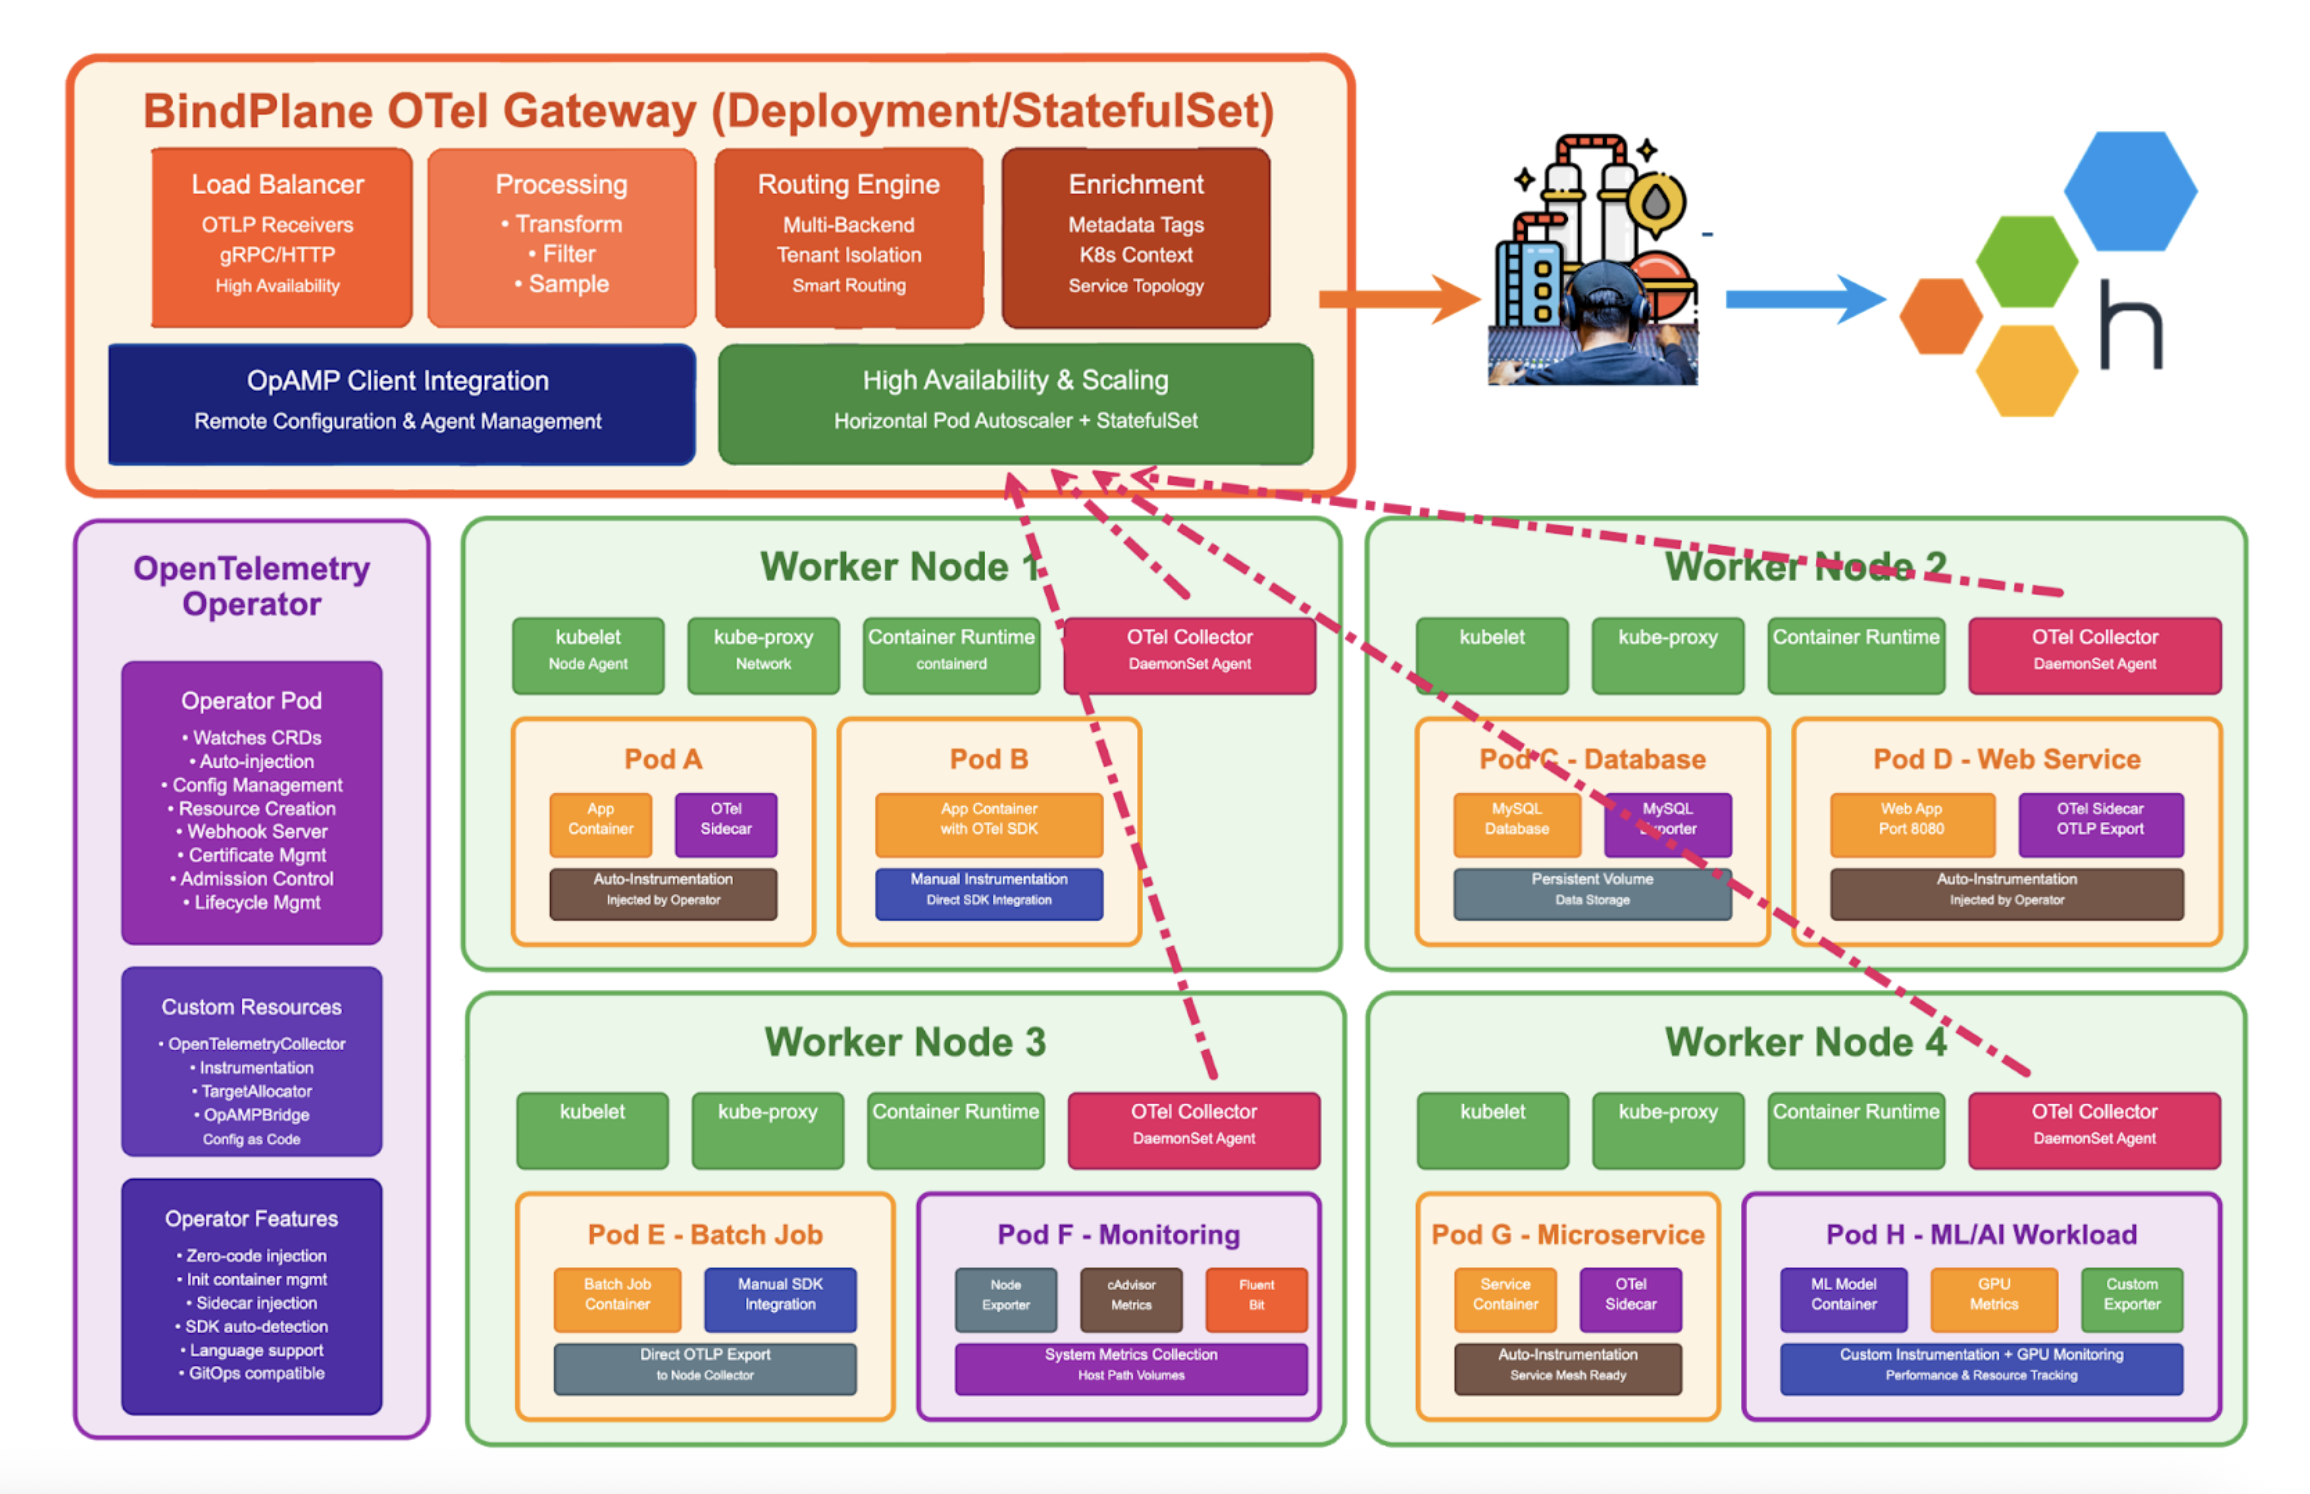 BindPlane OTel Gateway (Deployment/StatefulSet)
Load Balancer
OTLP Receivers
gRPC/HTTP
High Availability
Processing
• Transform
• Filter
• Sample
Routing Engine
Multi-Backend
Tenant Isolation
Smart Routing
Enrichment
Metadata Tags
K8s Context
Service Topology
OpAMP Client Integration
Remote Configuration & Agent Management
High Availability & Scaling
Horizontal Pod Autoscaler + StatefulSet
h
OpenTelemetry
Operator
Operator Pod
• Watches CRDs
• Auto-injection
• Config Management
• Resource Creation
• Webhook Server
• Certificate Mgmt
• Admission Control
• Lifecycle Mgmt
Custom Resources
• OpenTelemetryCollector
• Instrumentation
• TargetAllocator
• OpAMPBridge
Config as Code
Operator Features
• Zero-code injection
• Init container mgmt
• Sidecar injection
• SDK auto-detection
• Language support
• GitOps compatible
Worker Node 1
kubelet
Node Agent
kube-proxy
Network
Container Runtime
containerd
OTel Collector
DaemonSet Agent
Pod A
App
Container
OTel
Sidecar
Auto-Instrumentation
Injected by Operator
Pod B
App Container
with OTel SDK
Manual Instrumentation
Direct SDK Integration
Worker Node 2
kubelet
kube-proxy
Container Runtime
OTel Collector
DaemonSet Agent
Pod C - Database
MySQL
Database
MySQL
Exporter
Persistent Volume
Data Storage
Pod D - Web Service
Web App
Port 8080
OTel Sidecar
OTLP Export
Auto-Instrumentation
Injected by Operator
Worker Node 3
kubelet
kube-proxy
Container Runtime
OTel Collector
DaemonSet Agent
Pod E - Batch Job
Batch Job
Container
Manual SDK
Integration
Direct OTLP Export
to Node Collector
Pod F - Monitoring
Node
Exporter
cAdvisor
Metrics
Fluent
Bit
System Metrics Collection
Host Path Volumes
Worker Node 4
kubelet
kube-proxy
Container Runtime
OTel Collector
DaemonSet Agent
Pod G - Microservice
Service
Container
OTel
Sidecar
Auto-Instrumentation
Service Mesh Ready
Pod H - ML/AI Workload
ML Model
Container
GPU
Metrics
Custom
Exporter
Custom Instrumentation + GPU Monitoring
Performance & Resource Tracking